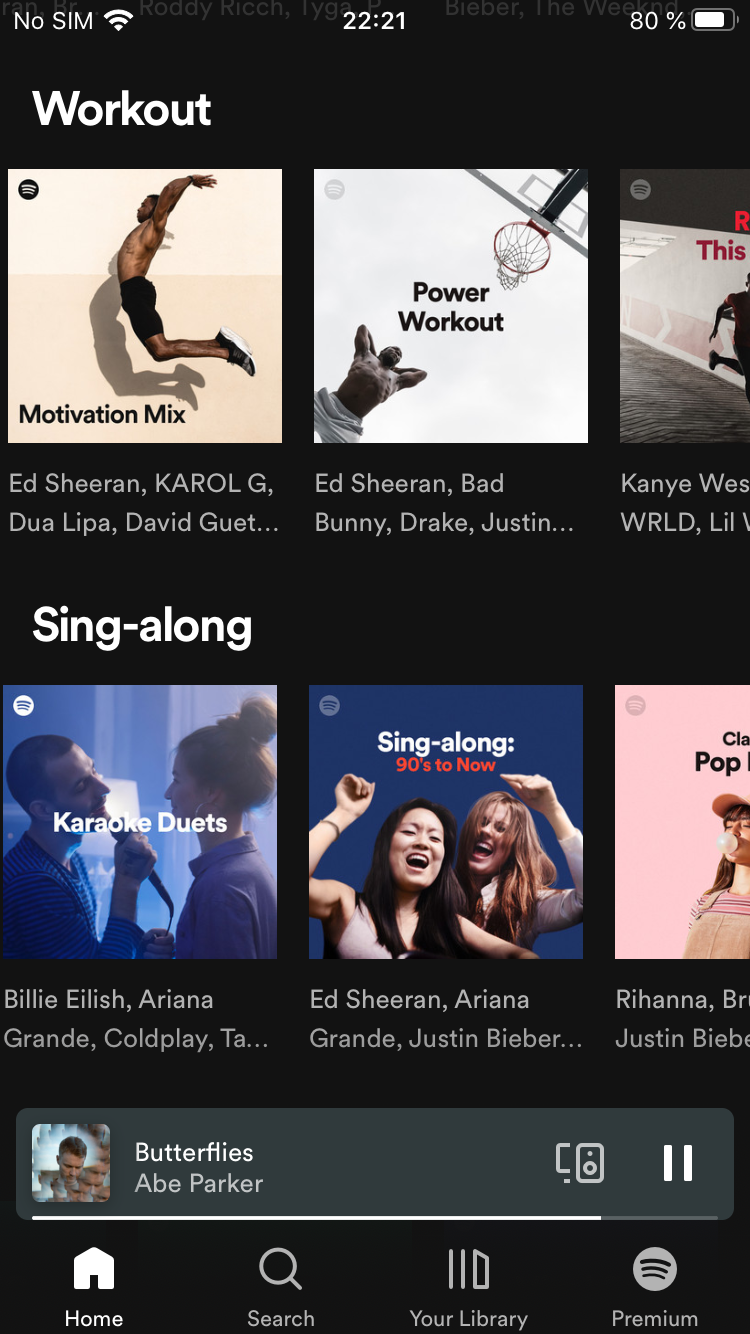 Roddy Ricch, Tyga, P
Bieber, The Weeknd
No SIM 22:21 80 %
Workout
Motivation Mix
Power
Workout
R
This
Ed Sheeran, KAROL G,
Dua Lipa, David Guet...
Ed Sheeran, Bad
Bunny, Drake, Justin...
Kanye Wes
WRLD, Lil
Sing-along
Karaoke Duets
Sing-along:
90's to Now
Cla
Pop
Billie Eilish, Ariana
Grande, Coldplay, Ta...
Ed Sheeran, Ariana
Grande, Justin Bieber...
Rihanna, Bru
Justin Biebe
Butterflies
Abe Parker
Home Search Your Library Premium